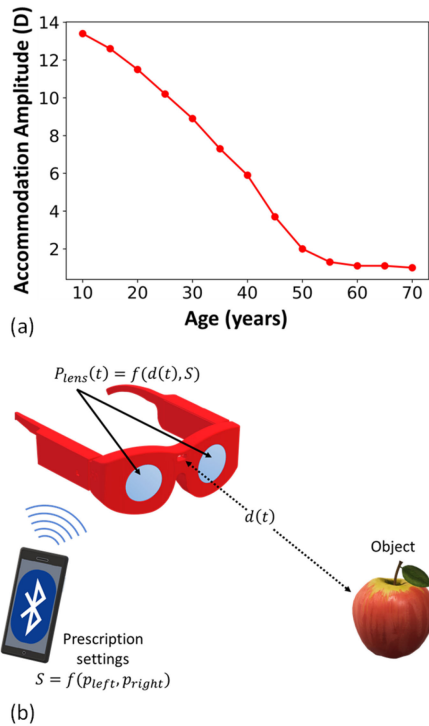 Accommodation Amplitude (D)
14
12
10
8
6
4
2
10 20 30 40 50 60 70
Age (years)
(a)
P_lens(t) = f(d(t), S)
d(t)
Object
Prescription
settings
S = f(p_left, p_right)
(b)